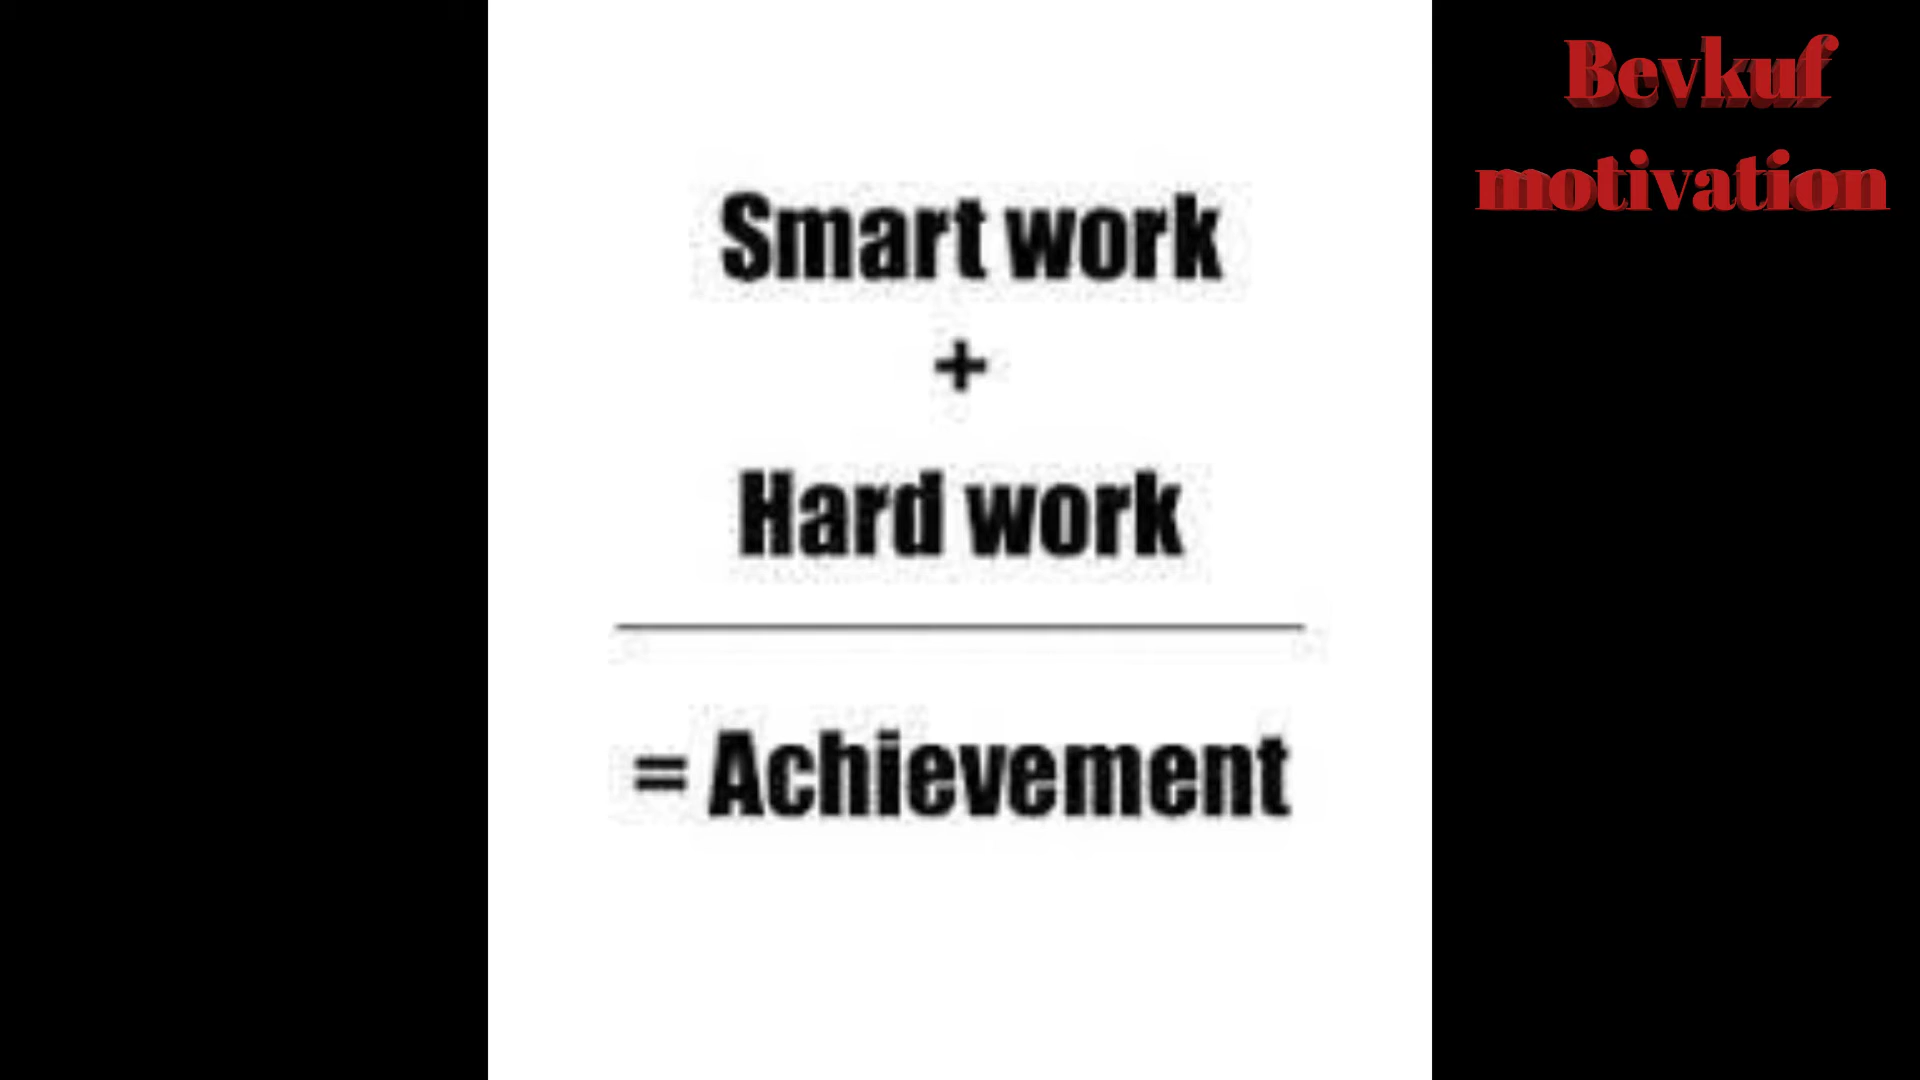 Bevkuf
motivation
Smart work
+
Hard work
= Achievement